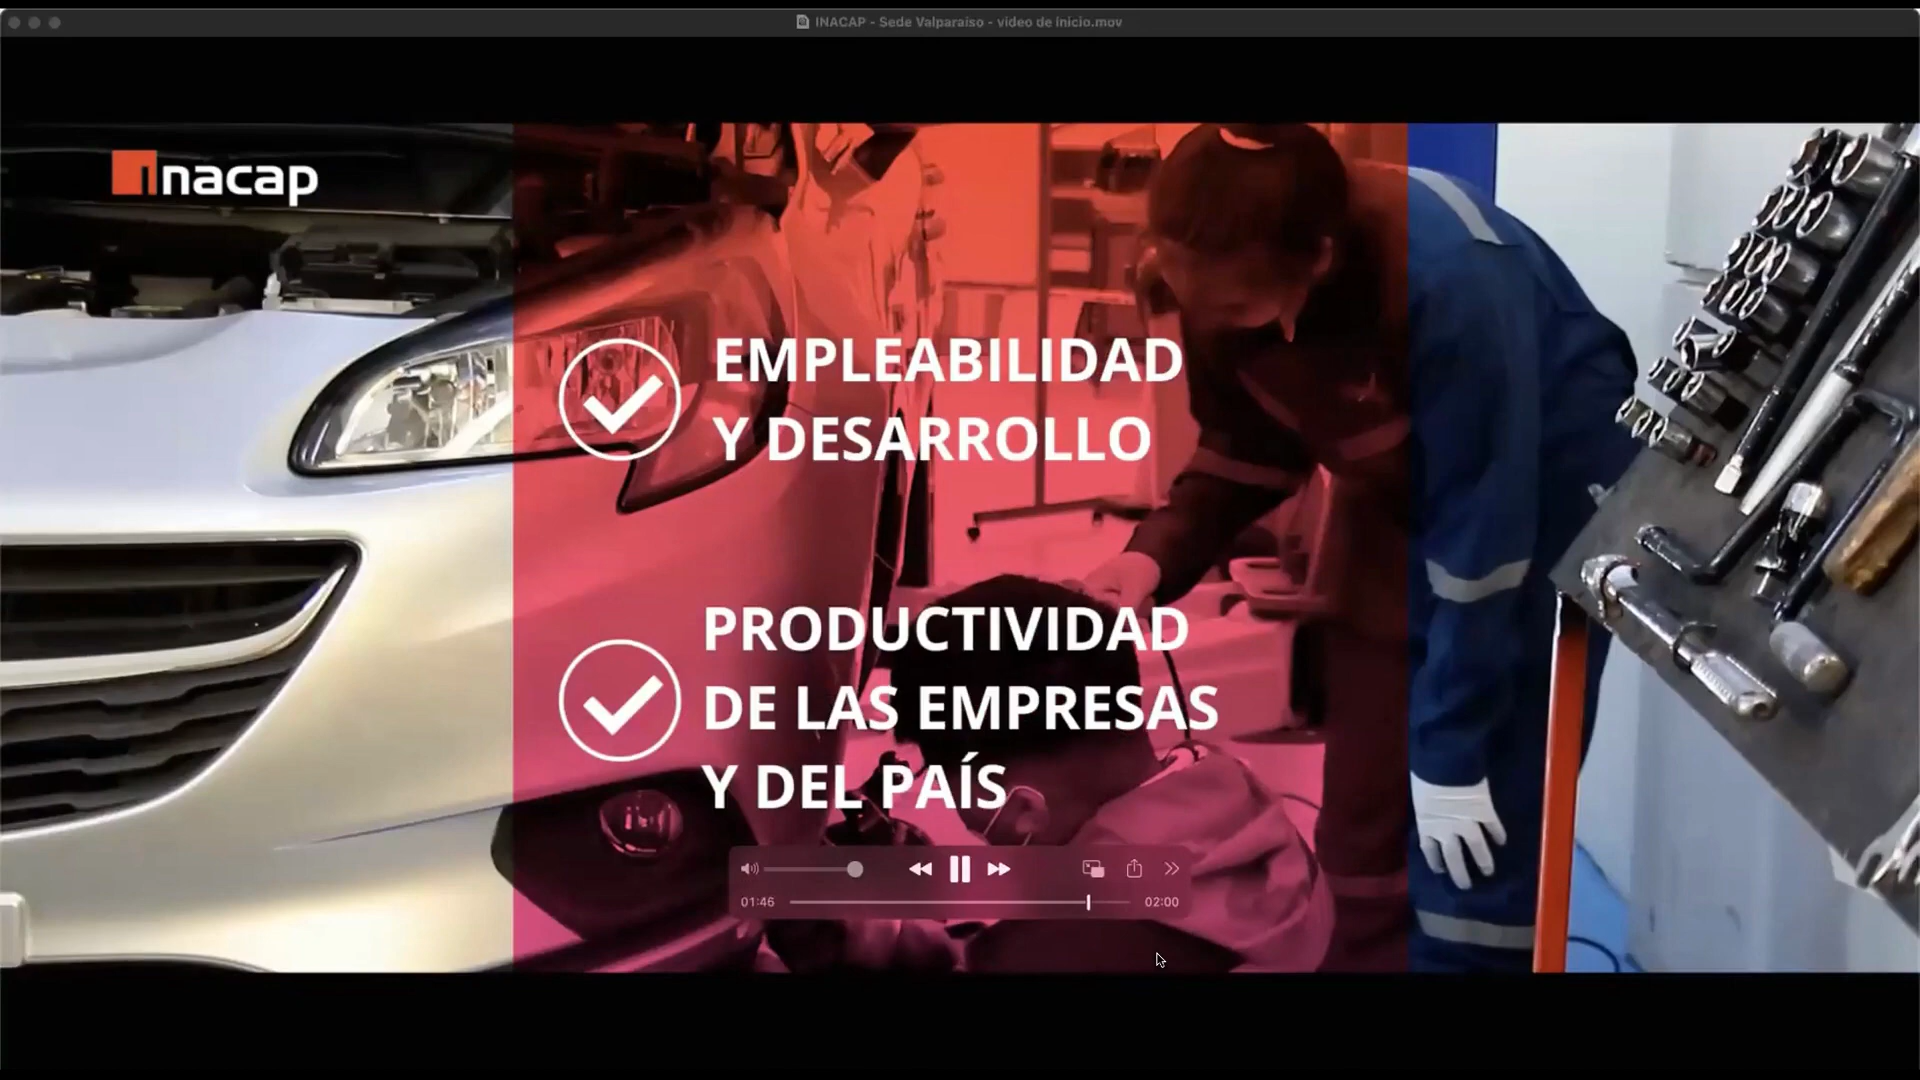 INACAP - Sede Valparaíso - video de inicio.mov
Inacap
EMPLEABILIDAD
Y DESARROLLO
PRODUCTIVIDAD
DE LAS EMPRESAS
Y DEL PAÍS
01:46
02:00